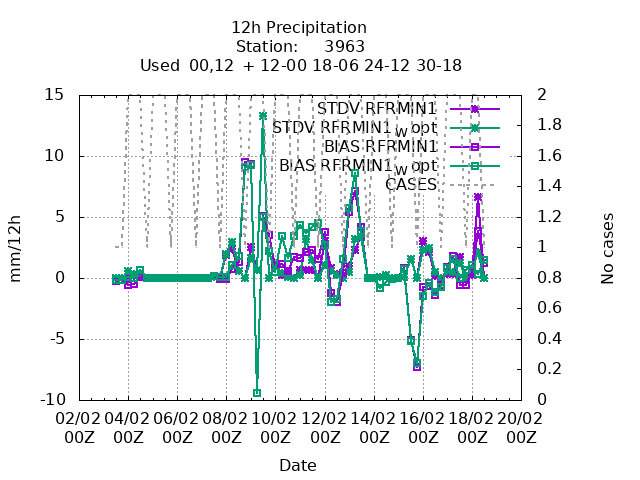 12h Precipitation
Station: 3963
Used 00,12 + 12-00 18-06 24-12 30-18
STDV RFRMIN1
STDV RFRMIN1_w opt
BIAS RFRMIN1
BIAS RFRMIN1_w opt
CASES
mm/12h
15
10
5
0
-5
-10
No cases
2
1.8
1.6
1.4
1.2
1
0.8
0.6
0.4
0.2
0
02/02 04/02 06/02 08/02 10/02 12/02 14/02 16/02 18/02 20/02
00Z 00Z 00Z 00Z 00Z 00Z 00Z 00Z 00Z 00Z
Date